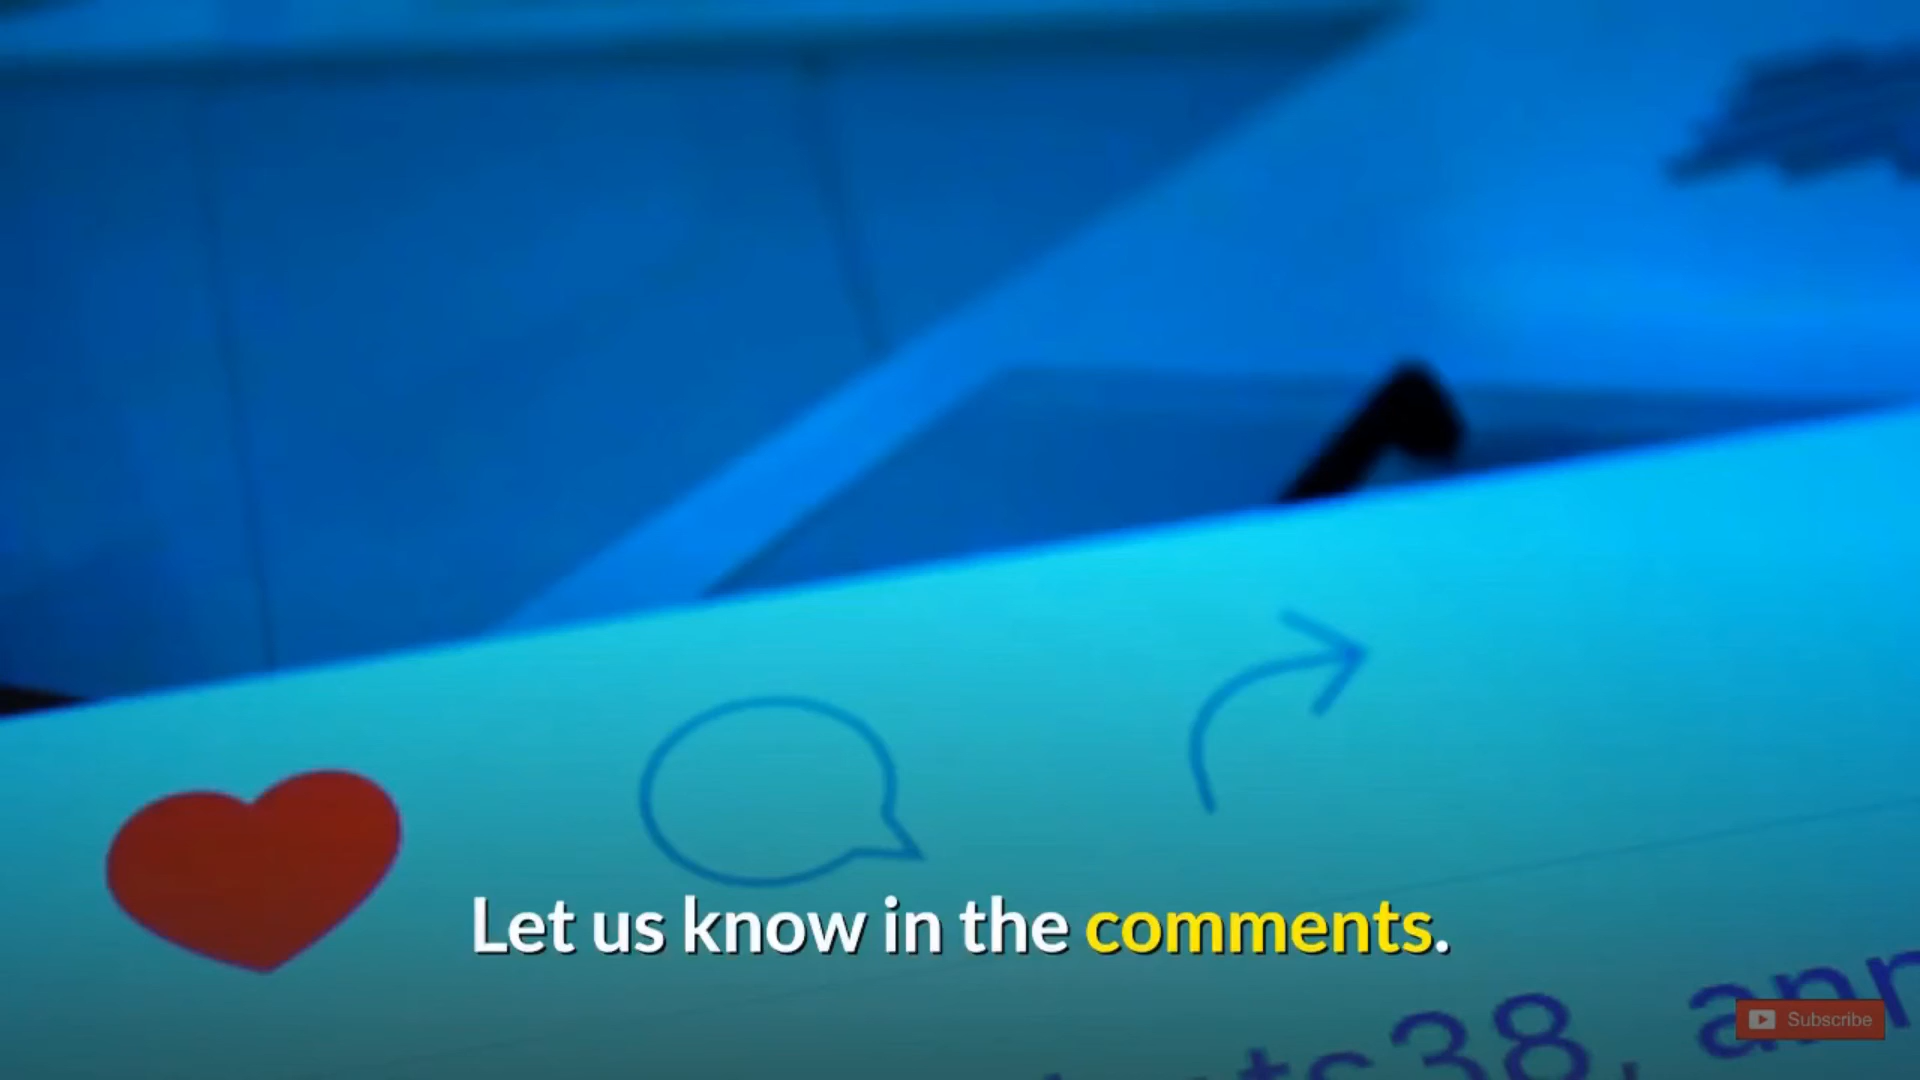 Let us know in the comments.
Subscribe